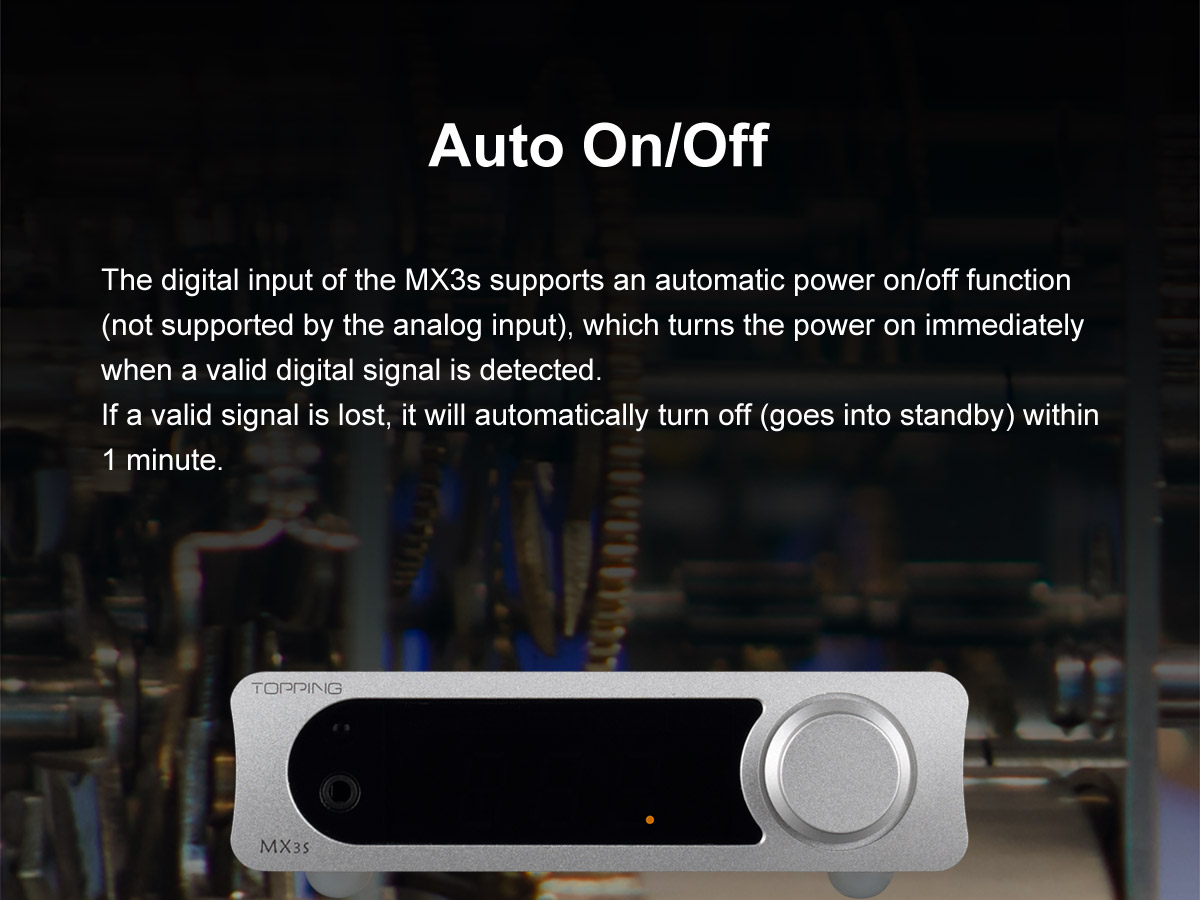 Auto On/Off
The digital input of the MX3s supports an automatic power on/off function
(not supported by the analog input), which turns the power on immediately
when a valid digital signal is detected.
If a valid signal is lost, it will automatically turn off (goes into standby) within
1 minute.
TOPPING
MX3s